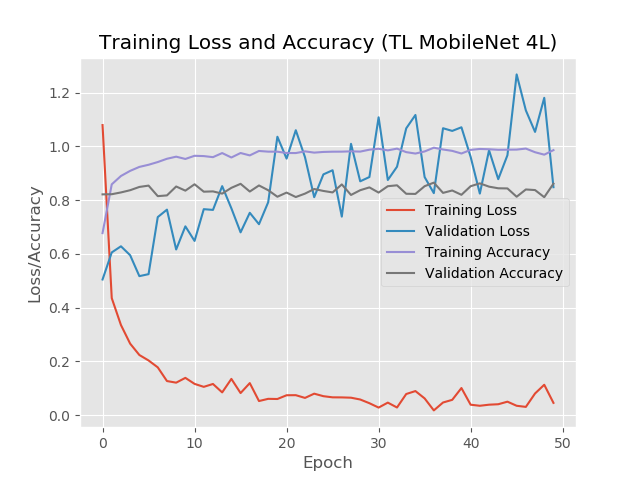 Training Loss and Accuracy (TL MobileNet 4L)
1.2
1.0
0.8
0.6
0.4
0.2
0.0
Loss/Accuracy
Training Loss
Validation Loss
Training Accuracy
Validation Accuracy
0 10 20 30 40 50
Epoch